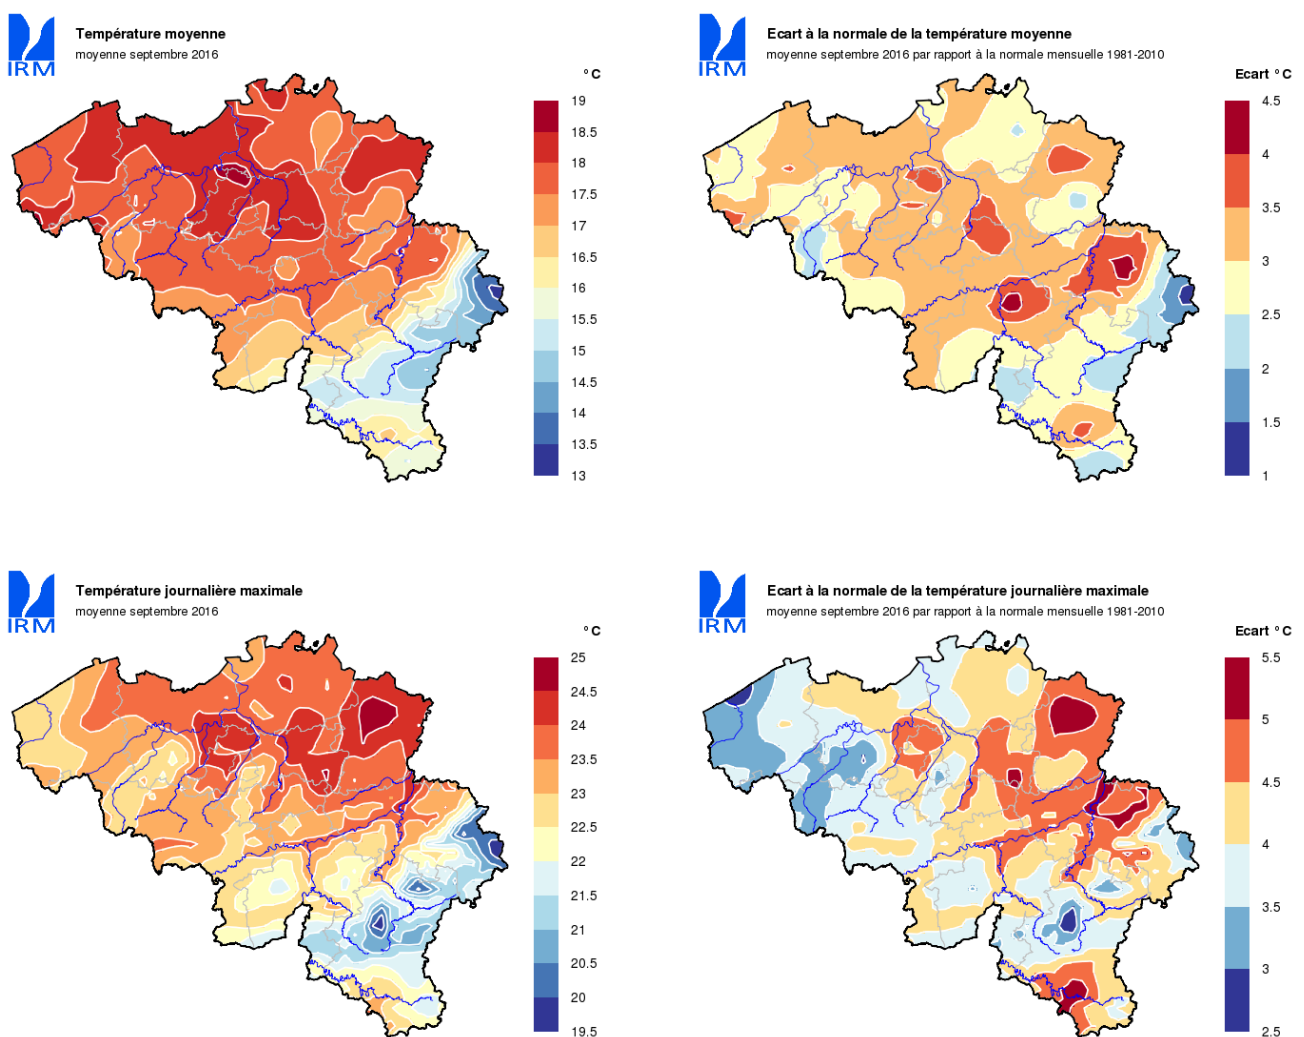 Température moyenne
moyenne septembre 2016
IRM
°C
19
18.5
18
17.5
17
16.5
16
15.5
15
14.5
14
13.5
13
Ecart à la normale de la température moyenne
moyenne septembre 2016 par rapport à la normale mensuelle 1981-2010
IRM
Ecart °C
4.5
4
3.5
3
2.5
2
1.5
1
Température journalière maximale
moyenne septembre 2016
IRM
°C
25
24.5
24
23.5
23
22.5
22
21.5
21
20.5
20
19.5
Ecart à la normale de la température journalière maximale
moyenne septembre 2016 par rapport à la normale mensuelle 1981-2010
IRM
Ecart °C
5.5
5
4.5
4
3.5
3
2.5